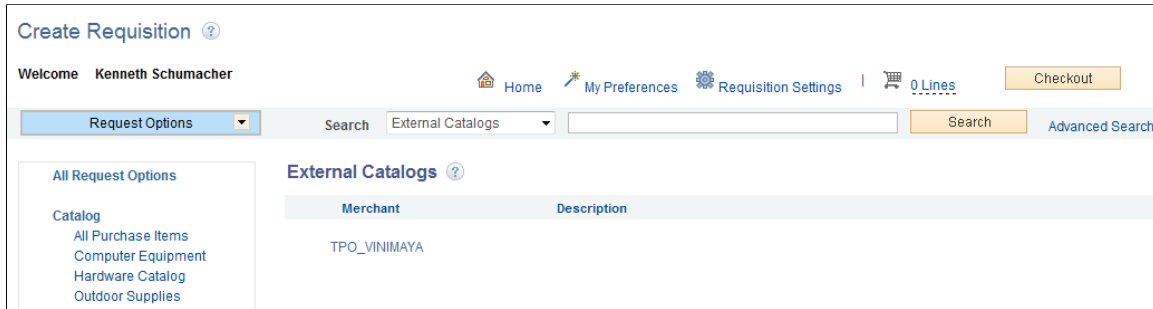 Create Requisition ?
Welcome Kenneth Schumacher
Home My Preferences Requisition Settings | 0 Lines Checkout
Request Options Search External Catalogs Search Advanced Search
All Request Options
Catalog
All Purchase Items
Computer Equipment
Hardware Catalog
Outdoor Supplies
External Catalogs ?
Merchant Description
TPO_VINIMAYA